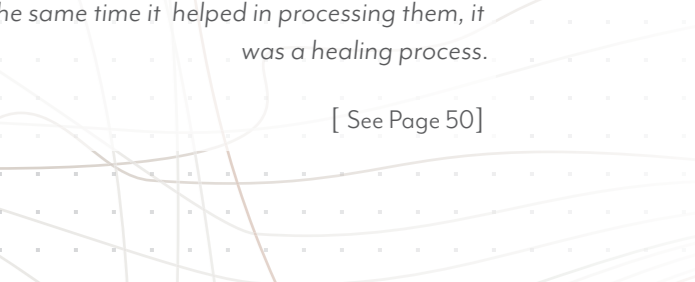 he same time it helped in processing them, it
was a healing process.
[ See Page 50]